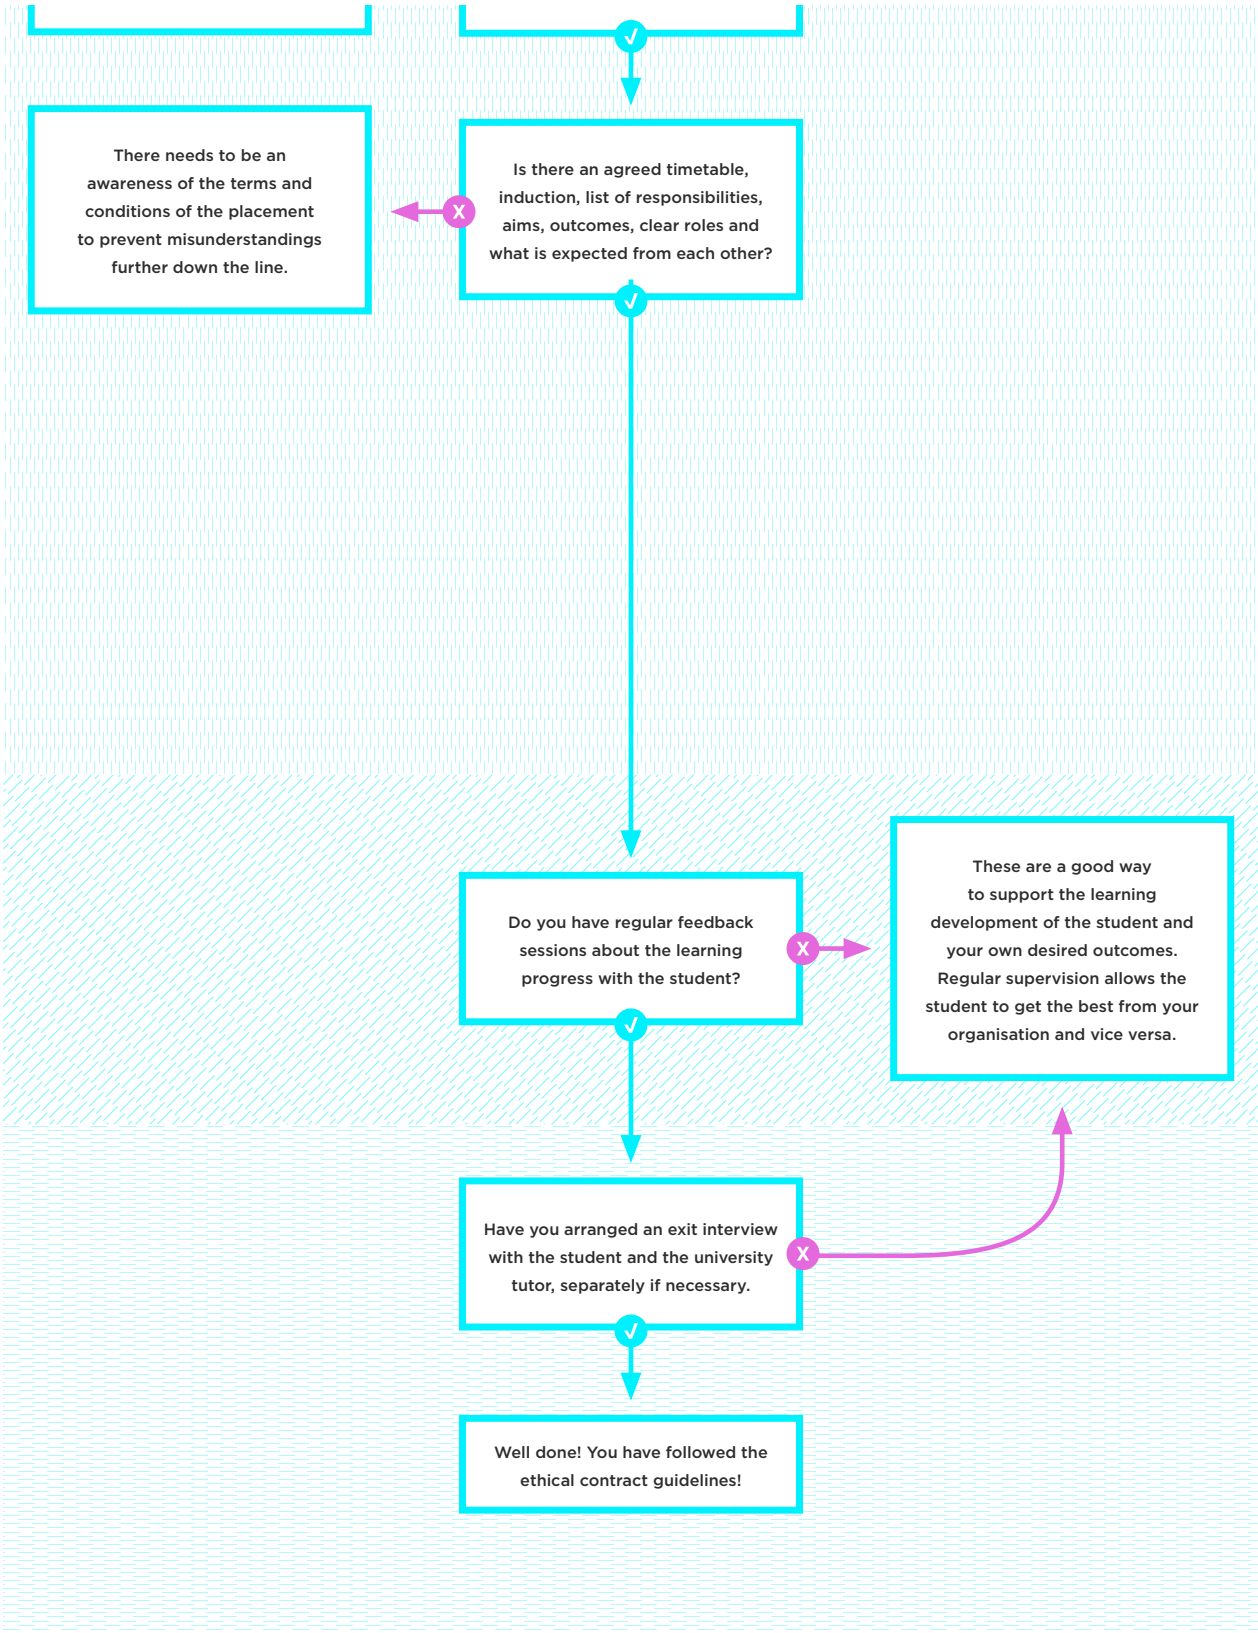 √
There needs to be an
awareness of the terms and
conditions of the placement
to prevent misunderstandings
further down the line.
X
Is there an agreed timetable,
induction, list of responsibilities,
aims, outcomes, clear roles and
what is expected from each other?
√
Do you have regular feedback
sessions about the learning
progress with the student?
X
These are a good way
to support the learning
development of the student and
your own desired outcomes.
Regular supervision allows the
student to get the best from your
organisation and vice versa.
√
Have you arranged an exit interview
with the student and the university
tutor, separately if necessary.
X
√
Well done! You have followed the
ethical contract guidelines!